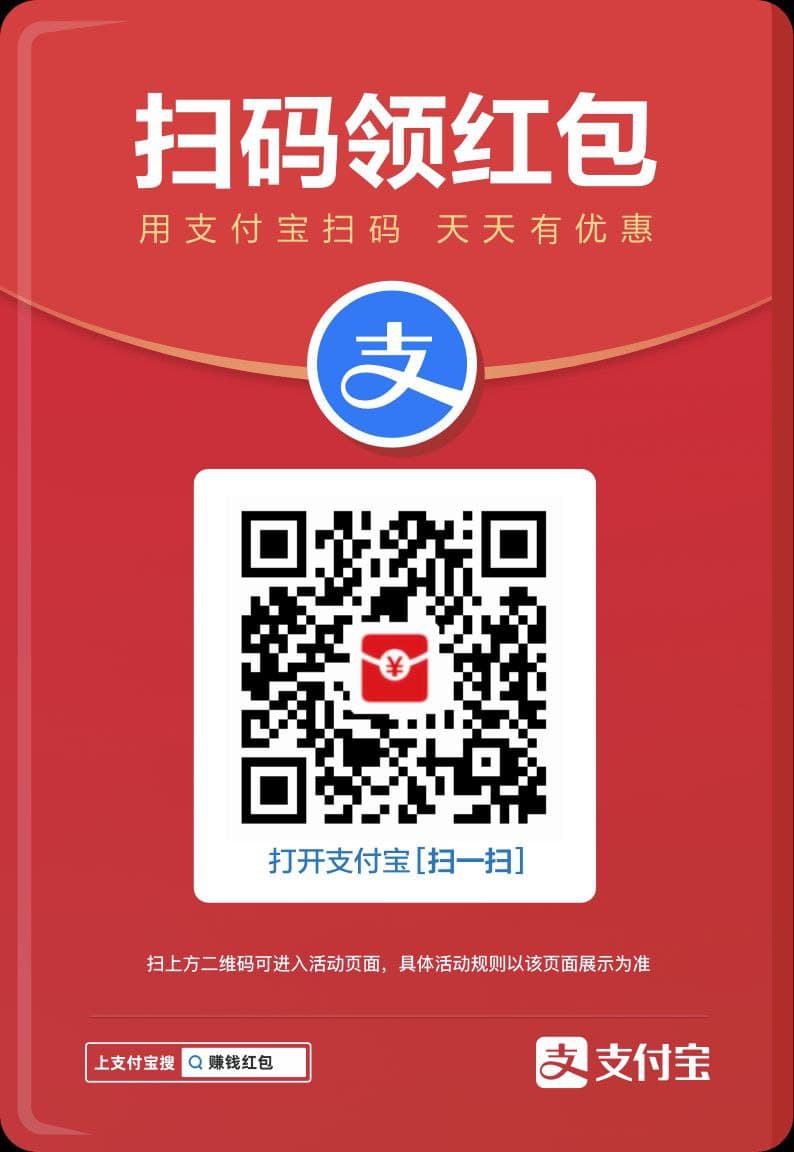 扫码领红包
用支付宝扫码 天天有优惠
支
¥
打开支付宝[扫一扫]
扫上方二维码可进入活动页面，具体活动规则以该页面展示为准
上支付宝搜 赚钱红包
支 支付宝